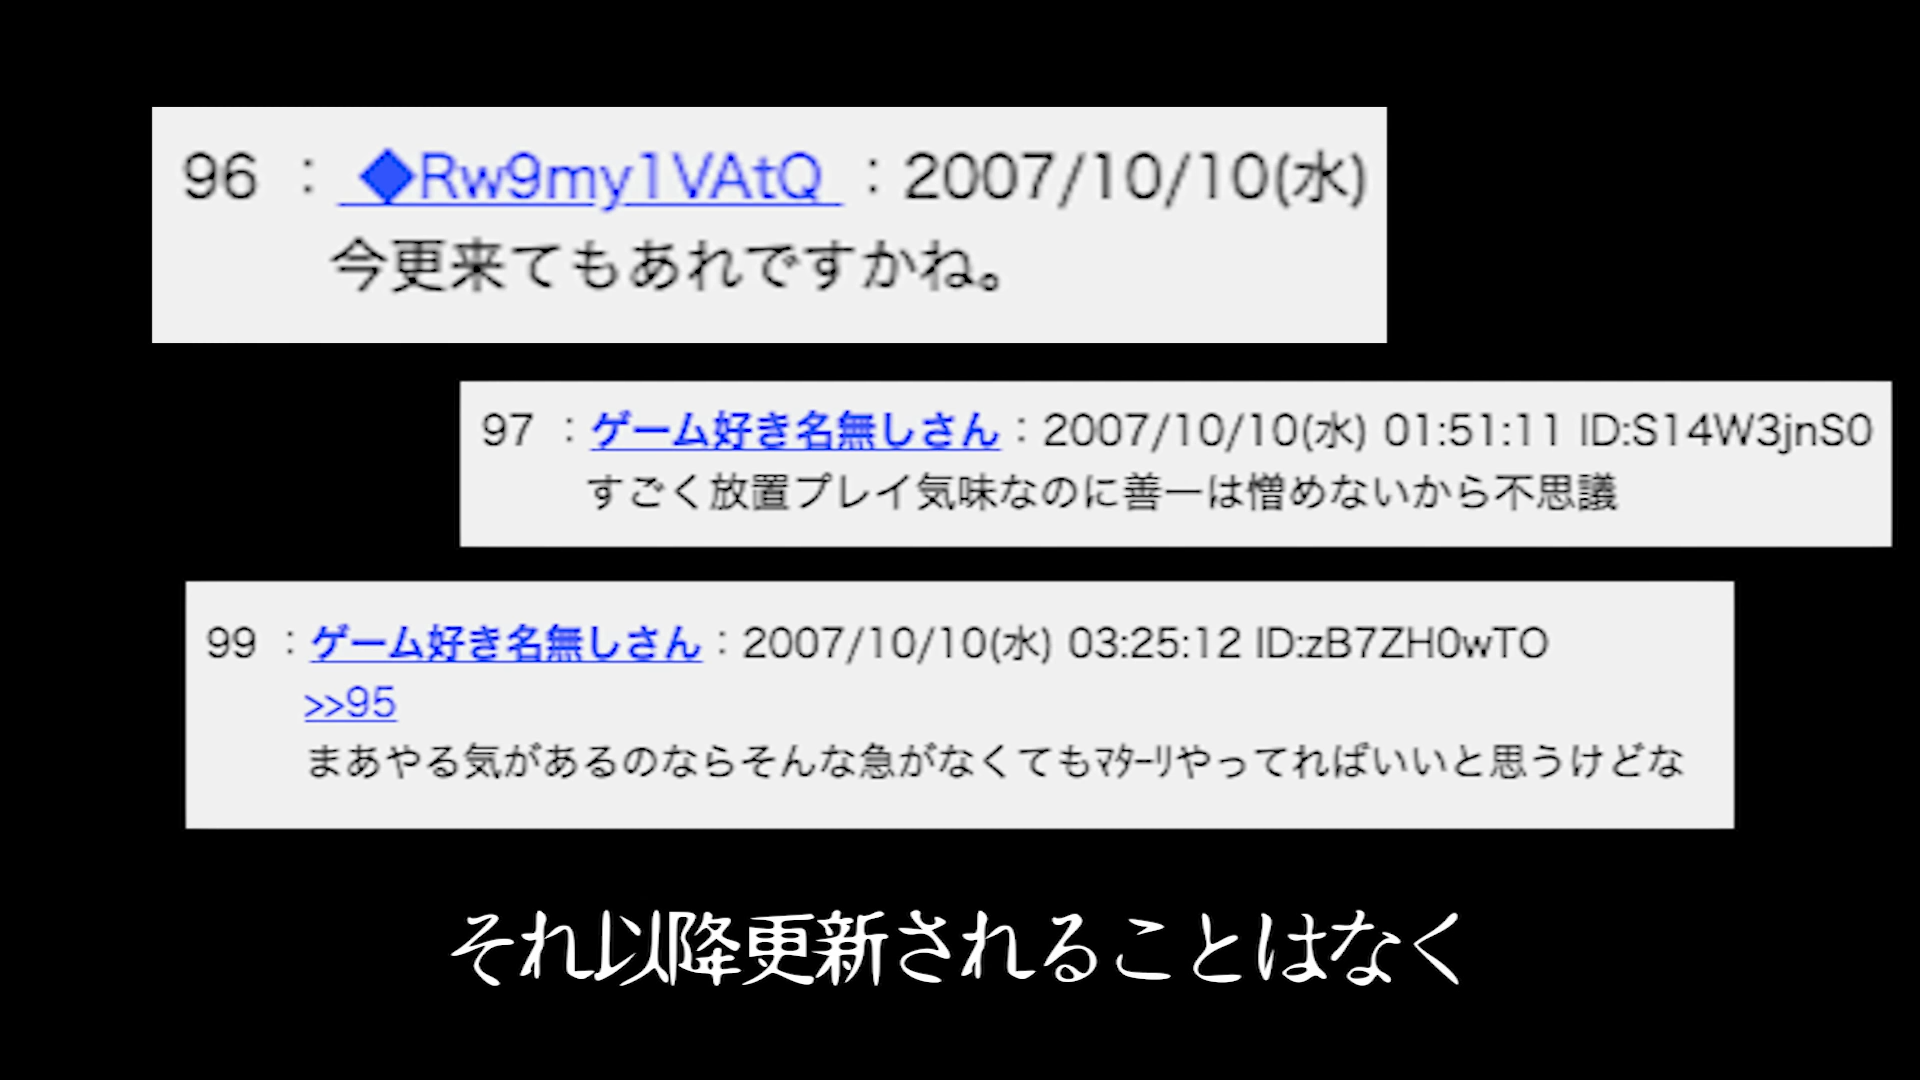 96 ： ◆Rw9my1VAtQ ：2007/10/10(水)
今更来てもあれですかね。
97 ：ゲーム好き名無しさん：2007/10/10(水) 01:51:11 ID:S14W3jnS0
すごく放置プレイ気味なのに善一は憎めないから不思議
99 ：ゲーム好き名無しさん：2007/10/10(水) 03:25:12 ID:zB7ZH0wTO
>>95
まあやる気があるのならそんな急がなくてもﾏﾀｰﾘやってればいいと思うけどな
それ以降更新されることはなく